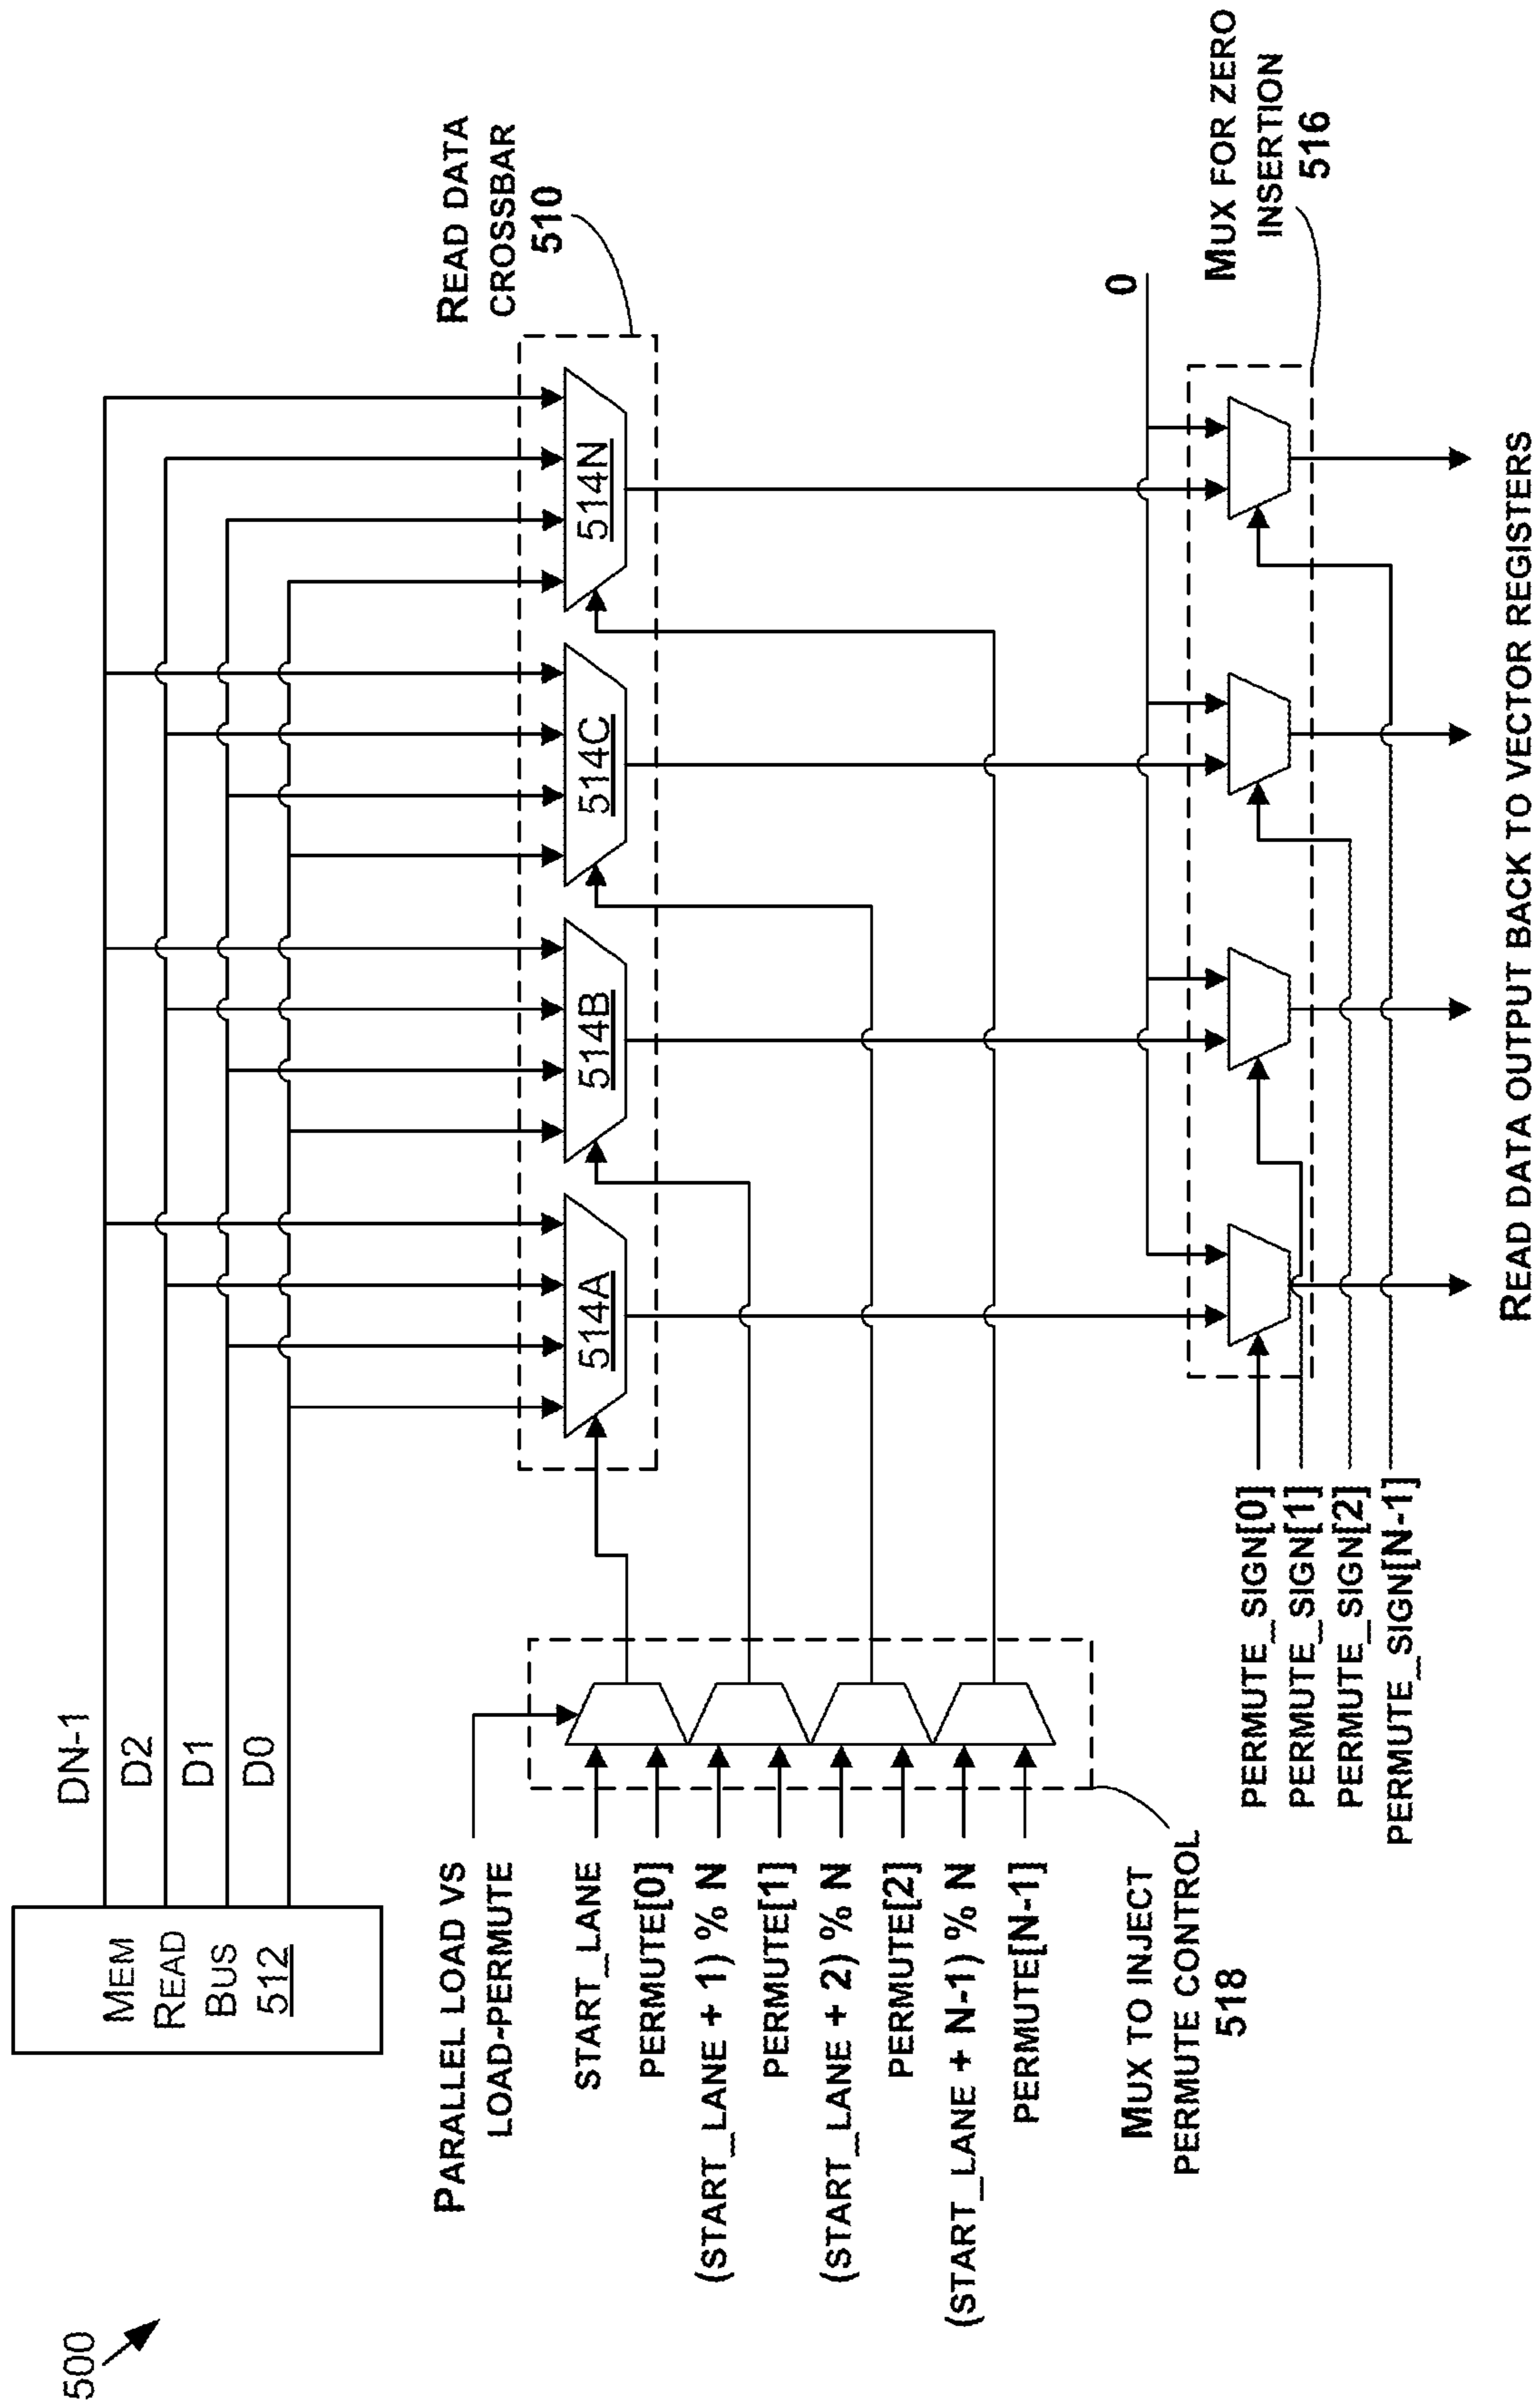 500
MEM
READ
BUS
512
DN-1
D2
D1
D0
READ DATA
CROSSBAR
510
514A
514B
514C
514N
PARALLEL LOAD VS
LOAD-PERMUTE
START_LANE
PERMUTE[0]
(START_LANE + 1) % N
PERMUTE[1]
(START_LANE + 2) % N
PERMUTE[2]
(START_LANE + N-1) % N
PERMUTE[N-1]
MUX TO INJECT
PERMUTE CONTROL
518
0
MUX FOR ZERO
INSERTION
516
PERMUTE_SIGN[0]
PERMUTE_SIGN[1]
PERMUTE_SIGN[2]
PERMUTE_SIGN[N-1]
READ DATA OUTPUT BACK TO VECTOR REGISTERS